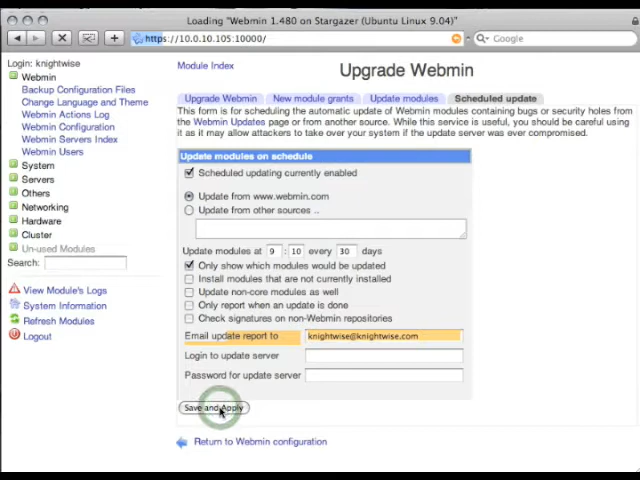 Loading "Webmin 1.480 on Stargazer (Ubuntu Linux 9.04)"
https://10.0.10.105:10000/
Google
Login: knightwise
Webmin
Backup Configuration Files
Change Language and Theme
Webmin Actions Log
Webmin Configuration
Webmin Servers Index
Webmin Users
System
Servers
Others
Networking
Hardware
Cluster
Un-used Modules
Search:
View Module's Logs
System Information
Refresh Modules
Logout
Module Index
Upgrade Webmin
Upgrade Webmin New module grants Update modules Scheduled update
This form is for scheduling the automatic update of Webmin modules containing bugs or security holes from
the Webmin Updates page or from another source. While this service is useful, you should be careful using
it as it may allow attackers to take over your system if the update server was ever compromised.
Update modules on schedule
Scheduled updating currently enabled
Update from www.webmin.com
Update from other sources ..
Update modules at 9 : 10 every 30 days
Only show which modules would be updated
Install modules that are not currently installed
Update non-core modules as well
Only report when an update is done
Check signatures on non-Webmin repositories
Email update report to knightwise@knightwise.com
Login to update server
Password for update server
Save and Apply
Return to Webmin configuration